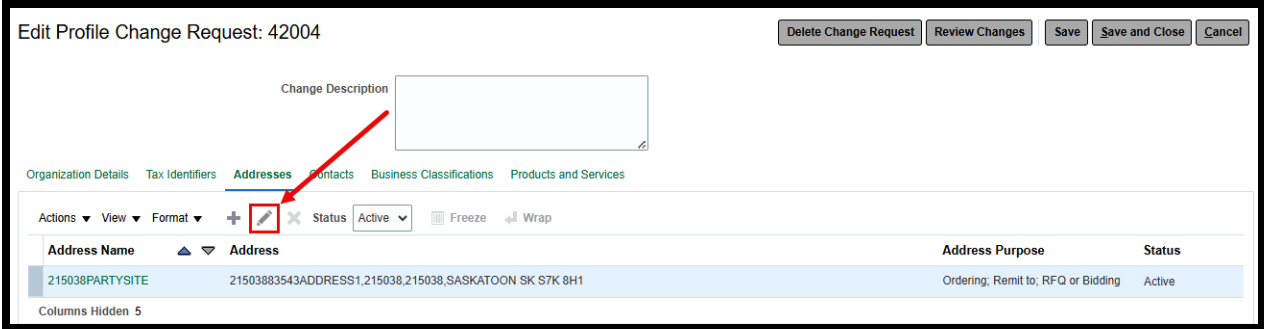 Edit Profile Change Request: 42004
Delete Change Request Review Changes Save Save and Close Cancel
Change Description
Organization Details Tax Identifiers Addresses Contacts Business Classifications Products and Services
Actions View Format Status Active Freeze Wrap
Address Name Address Address Purpose Status
215038PARTYSITE 21503883543ADDRESS1,215038,215038,SASKATOON SK S7K 8H1 Ordering; Remit to; RFQ or Bidding Active
Columns Hidden 5